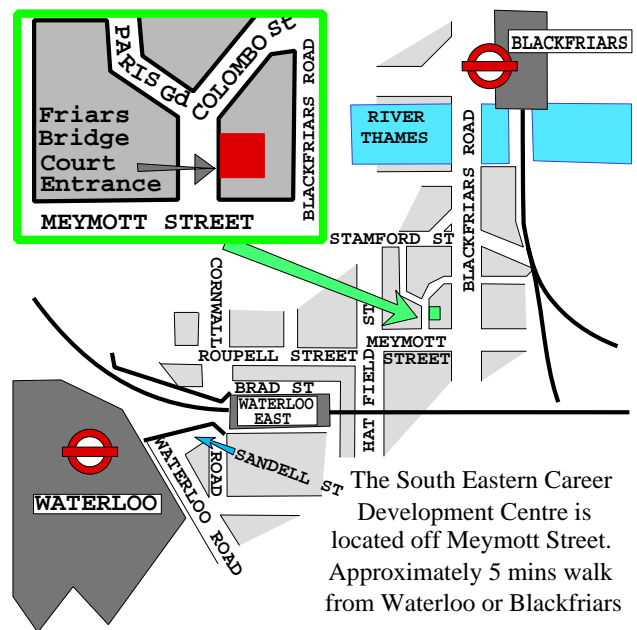 PARIS Gd
COLOMBO St
BLACKFRIARS ROAD
Friars
Bridge
Court
Entrance
MEYMOTT STREET
BLACKFRIARS
RIVER
THAMES
BLACKFRIARS ROAD
STAMFORD ST
CORNWALL
ROAD
HAT FIELD ST
MEYMOTT
STREET
ROUPELL STREET
BRAD ST
WATERLOO
EAST
SANDELL ST
WATERLOO ROAD
WATERLOO
The South Eastern Career
Development Centre is
located off Meymott Street.
Approximately 5 mins walk
from Waterloo or Blackfriars